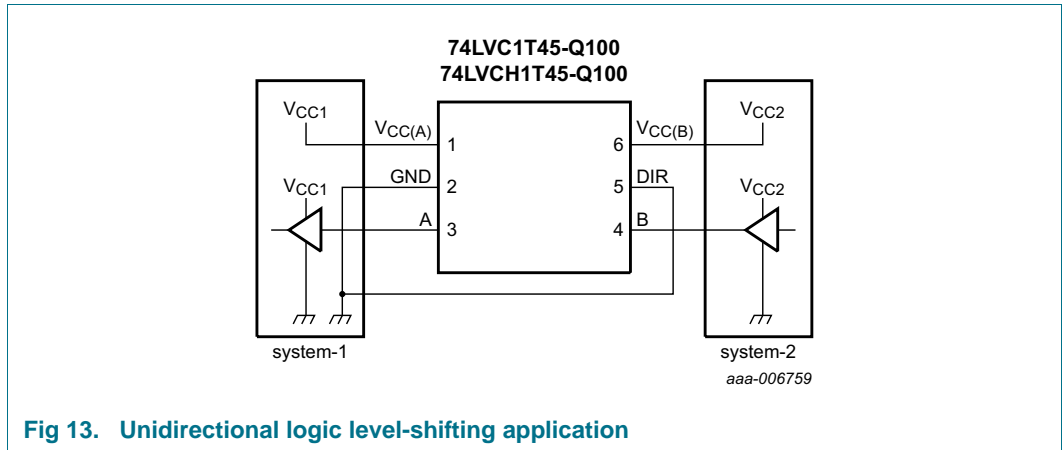 74LVC1T45-Q100
74LVCH1T45-Q100
VCC1
VCC(A)
1
6
VCC(B)
VCC2
GND
2
5
DIR
VCC1
VCC2
A
3
4
B
system-1
system-2
aaa-006759
Fig 13. Unidirectional logic level-shifting application